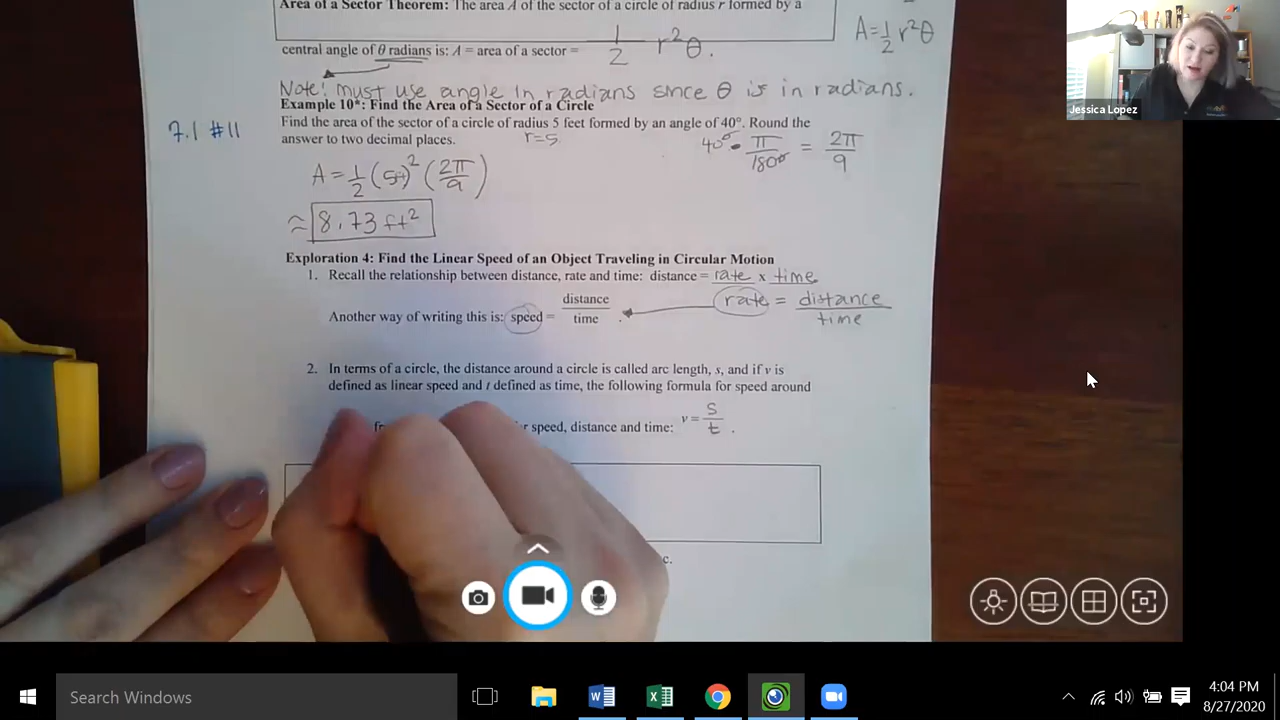 Area of a Sector Theorem: The area A of the sector of a circle of radius r formed by a
central angle of θ radians is: A = area of a sector = 1/2 r²θ.
A = 1/2 r²θ
Note! must use angle in radians since θ is in radians.
Example 10*: Find the Area of a Sector of a Circle
7.1 #11
Find the area of the sector of a circle of radius 5 feet formed by an angle of 40°. Round the
answer to two decimal places.
r=5
40° • π/180° = 2π/9
A = 1/2 (5ft)² (2π/9)
≈ 8.73 ft²
Exploration 4: Find the Linear Speed of an Object Traveling in Circular Motion
1. Recall the relationship between distance, rate and time: distance = rate x time
rate = distance/time
Another way of writing this is: speed = distance/time .
2. In terms of a circle, the distance around a circle is called arc length, s, and if v is
defined as linear speed and t defined as time, the following formula for speed around
speed, distance and time: v = s/t .
c.
Jessica Lopez
Search Windows
4:04 PM
8/27/2020